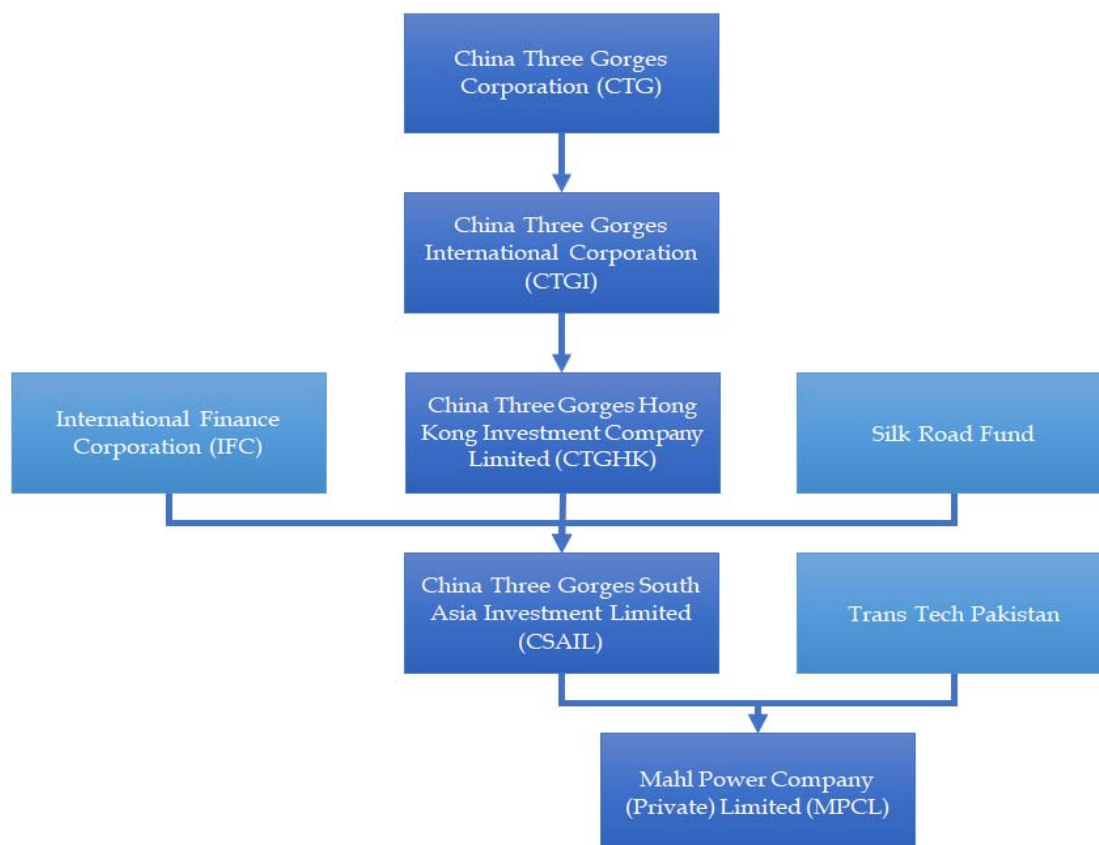 China Three Gorges
Corporation (CTG)
China Three Gorges
International Corporation
(CTGI)
International Finance
Corporation (IFC)
China Three Gorges Hong
Kong Investment Company
Limited (CTGHK)
Silk Road Fund
China Three Gorges South
Asia Investment Limited
(CSAIL)
Trans Tech Pakistan
Mahl Power Company
(Private) Limited (MPCL)